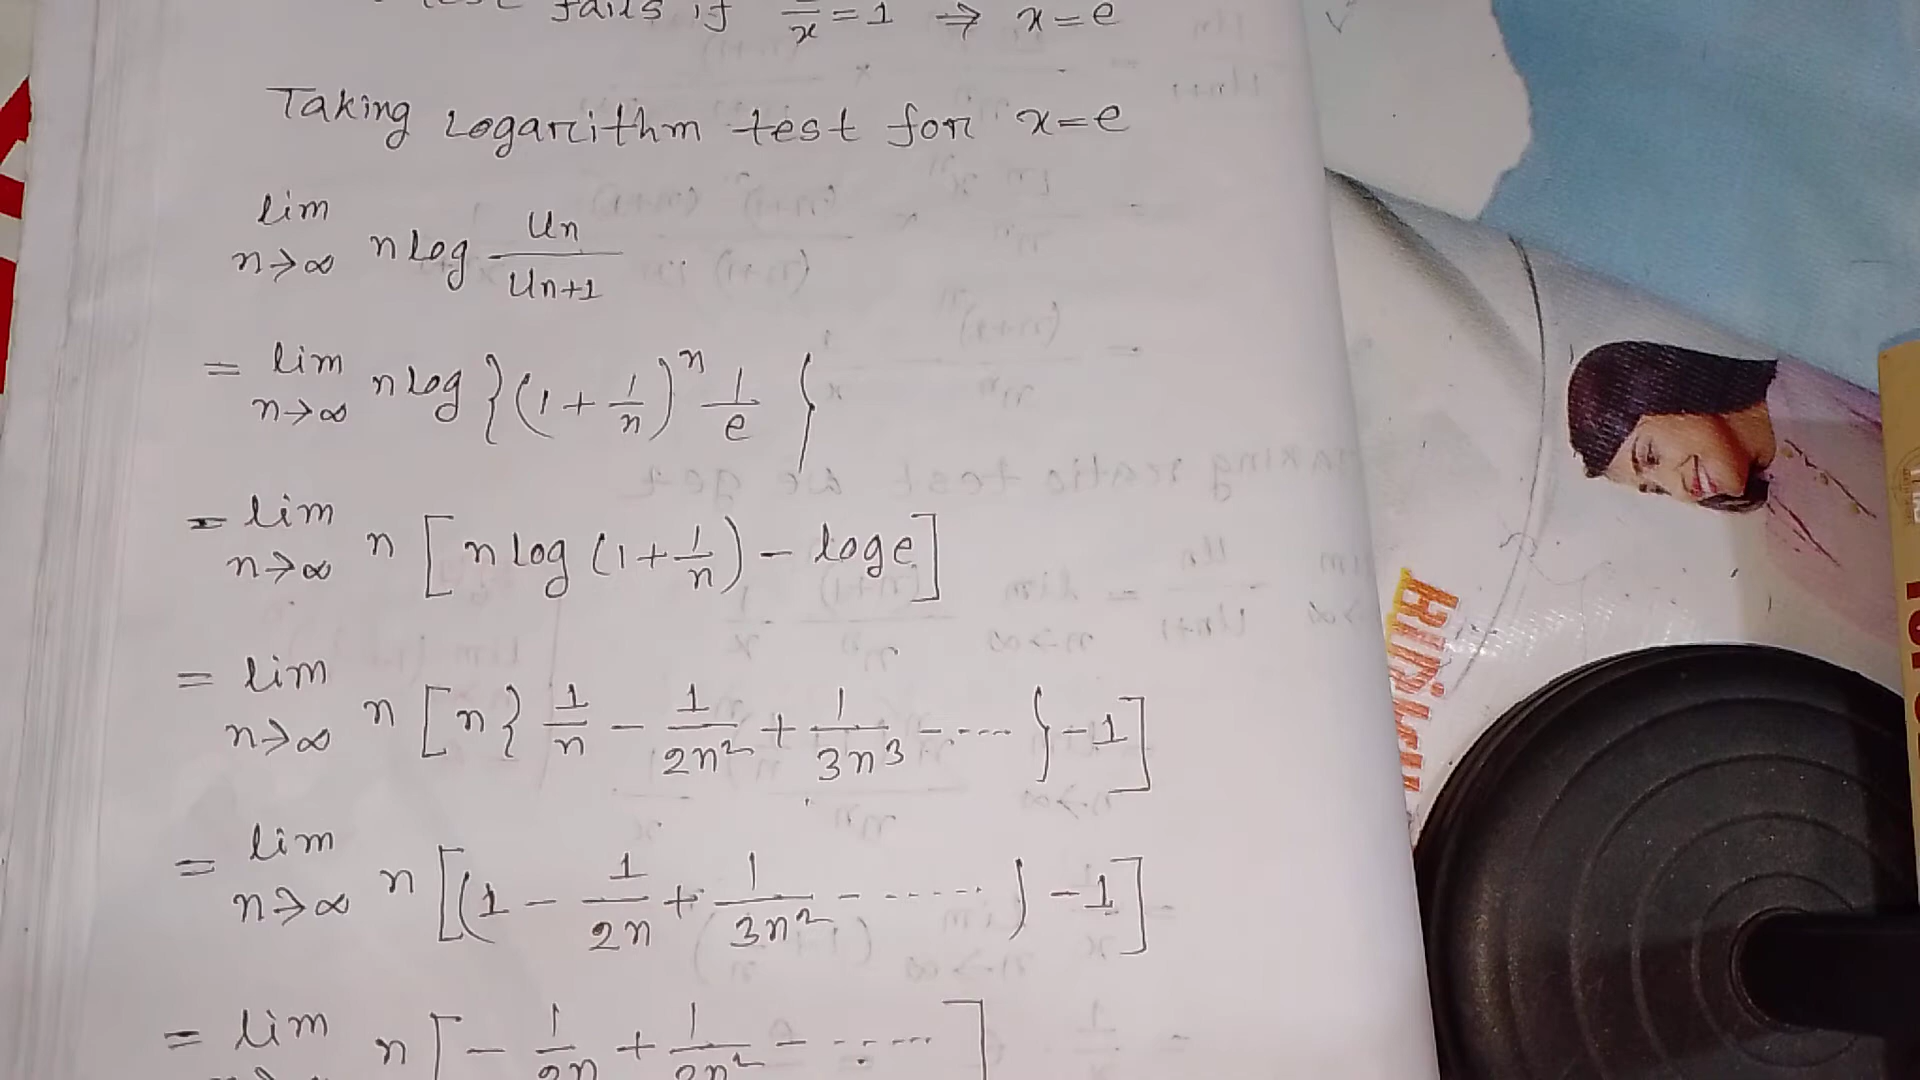 fails if e/x = 1 ⇒ x = e
Taking Logarithm test for x = e
lim n→∞ n log Un/Un+1
= lim n→∞ n log {(1 + 1/n)^n 1/e}
= lim n→∞ n [n log (1 + 1/n) - log e]
= lim n→∞ n [n { 1/n - 1/2n² + 1/3n³ - .... } - 1]
= lim n→∞ n [(1 - 1/2n + 1/3n² - ......) - 1]
= lim n [- 1/2n + 1/3n² - ......]